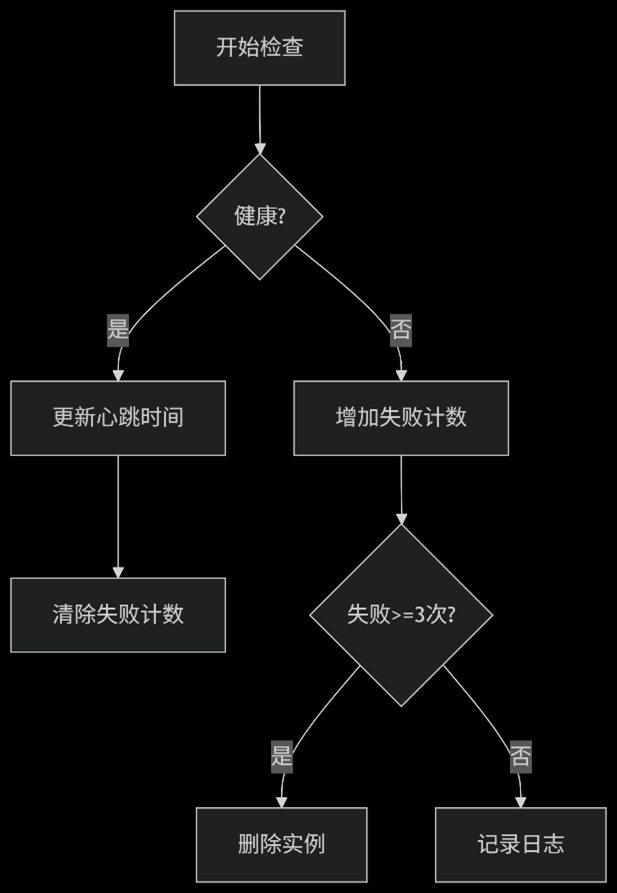 开始检查
健康?
是
否
更新心跳时间
增加失败计数
清除失败计数
失败>=3次?
是
否
删除实例
记录日志